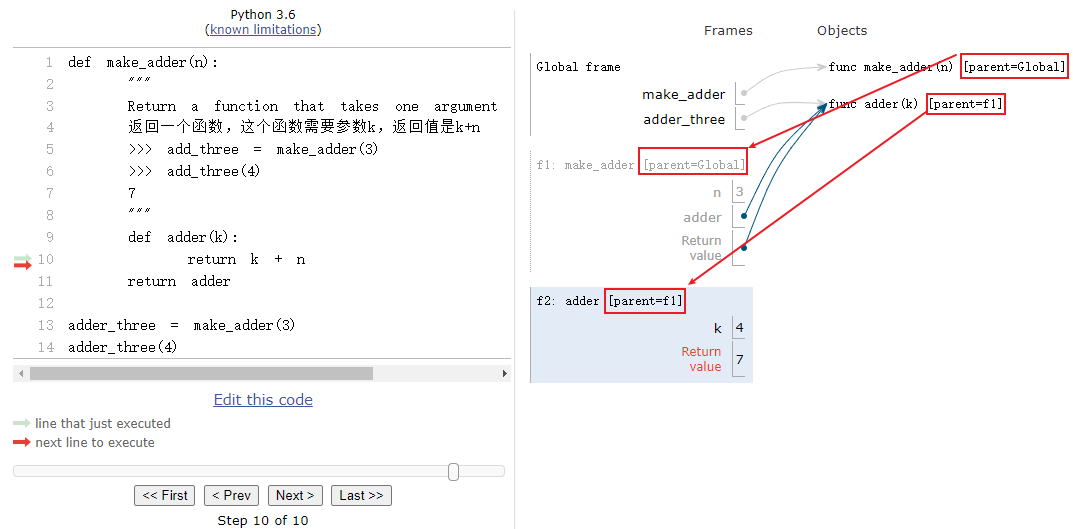 Python 3.6
(known limitations)
1 def make_adder(n):
2 """
3 Return a function that takes one argument
4 返回一个函数，这个函数需要参数k，返回值是k+n
5 >>> add_three = make_adder(3)
6 >>> add_three(4)
7 7
8 """
9 def adder(k):
10 return k + n
11 return adder
12
13 adder_three = make_adder(3)
14 adder_three(4)
Edit this code
line that just executed
next line to execute
<< First < Prev Next > Last >>
Step 10 of 10
Frames Objects
Global frame
make_adder
adder_three
func make_adder(n) [parent=Global]
func adder(k) [parent=f1]
f1: make_adder [parent=Global]
n 3
adder
Return
value
f2: adder [parent=f1]
k 4
Return
value 7